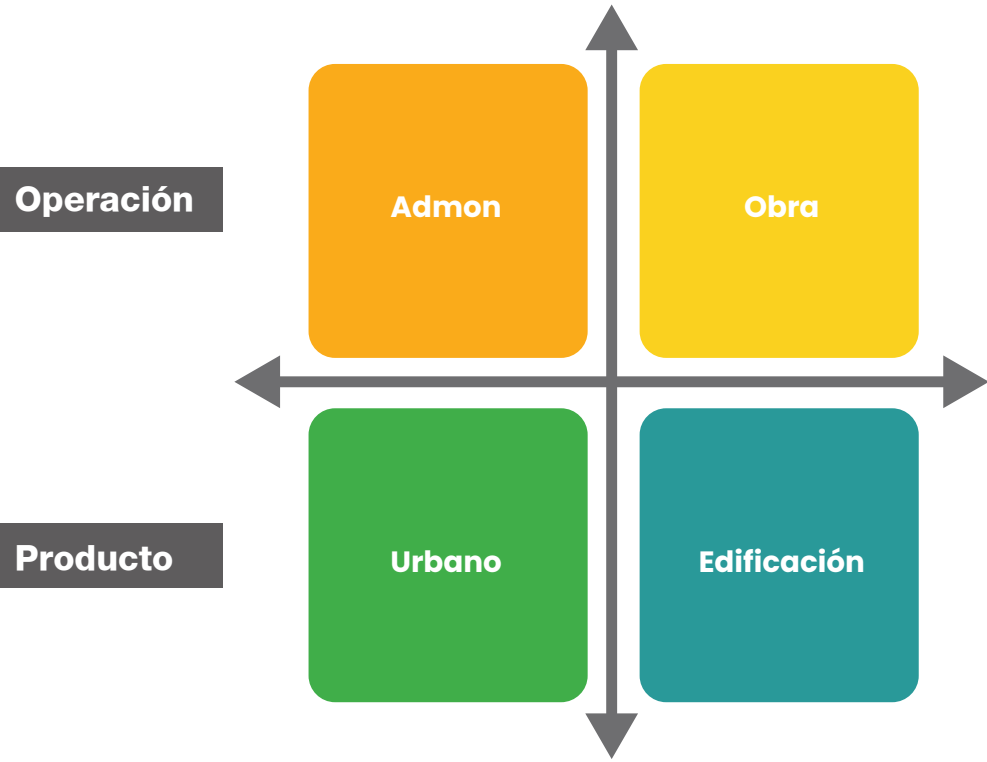 Operación
Admon
Obra
Producto
Urbano
Edificación